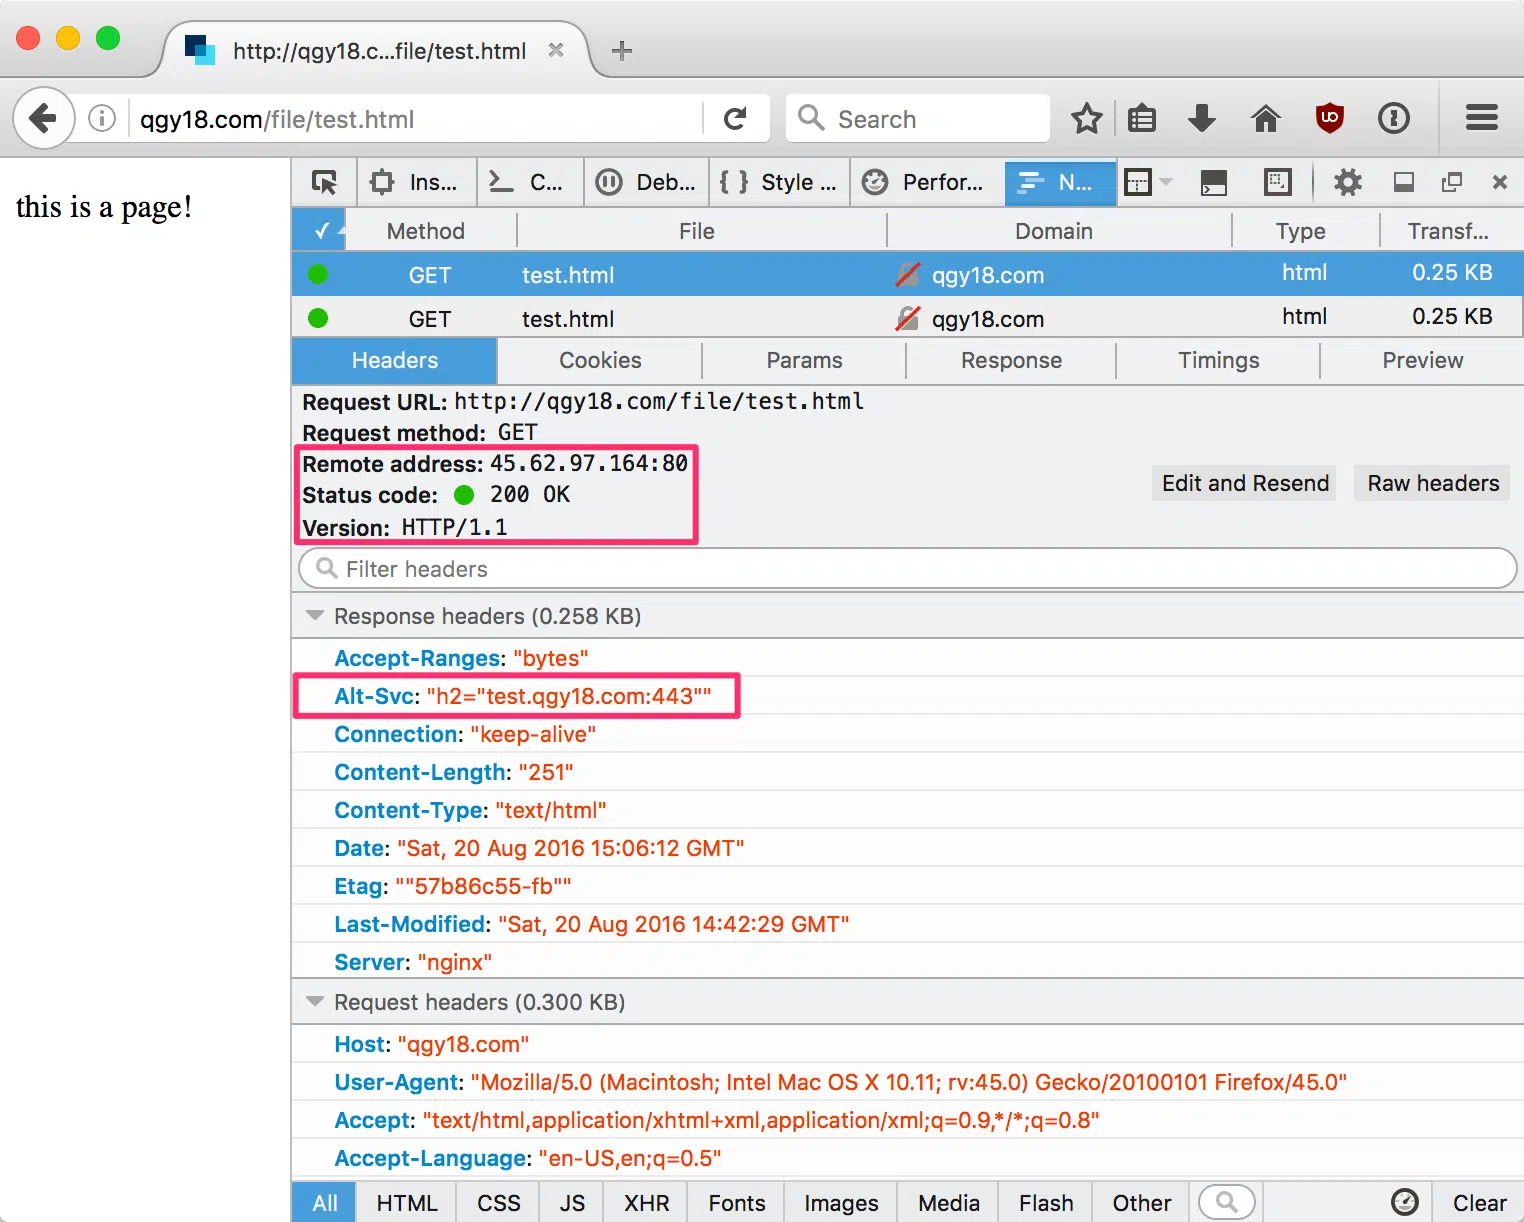 http://qgy18.c...file/test.html
qgy18.com/file/test.html
Search
this is a page!
Ins... C... Deb... Style ... Perfor... N...
✓ Method File Domain Type Transf...
GET test.html qgy18.com html 0.25 KB
GET test.html qgy18.com html 0.25 KB
Headers Cookies Params Response Timings Preview
Request URL: http://qgy18.com/file/test.html
Request method: GET
Remote address: 45.62.97.164:80
Status code: 200 OK
Version: HTTP/1.1
Edit and Resend Raw headers
Filter headers
Response headers (0.258 KB)
Accept-Ranges: "bytes"
Alt-Svc: "h2="test.qgy18.com:443""
Connection: "keep-alive"
Content-Length: "251"
Content-Type: "text/html"
Date: "Sat, 20 Aug 2016 15:06:12 GMT"
Etag: ""57b86c55-fb""
Last-Modified: "Sat, 20 Aug 2016 14:42:29 GMT"
Server: "nginx"
Request headers (0.300 KB)
Host: "qgy18.com"
User-Agent: "Mozilla/5.0 (Macintosh; Intel Mac OS X 10.11; rv:45.0) Gecko/20100101 Firefox/45.0"
Accept: "text/html,application/xhtml+xml,application/xml;q=0.9,*/*;q=0.8"
Accept-Language: "en-US,en;q=0.5"
All HTML CSS JS XHR Fonts Images Media Flash Other Clear